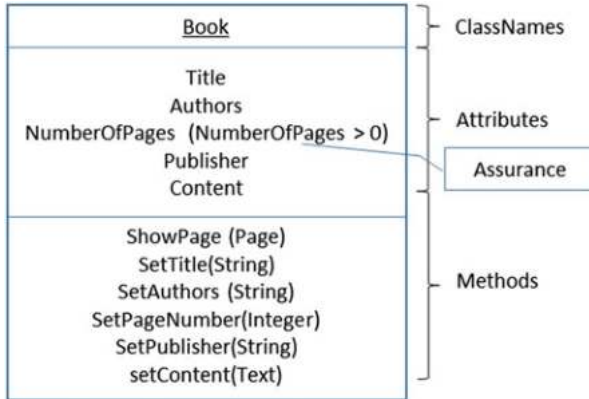 Book
ClassNames
Title
Authors
NumberOfPages (NumberOfPages > 0)
Publisher
Content
Attributes
Assurance
ShowPage (Page)
SetTitle(String)
SetAuthors (String)
SetPageNumber(Integer)
SetPublisher(String)
setContent(Text)
Methods